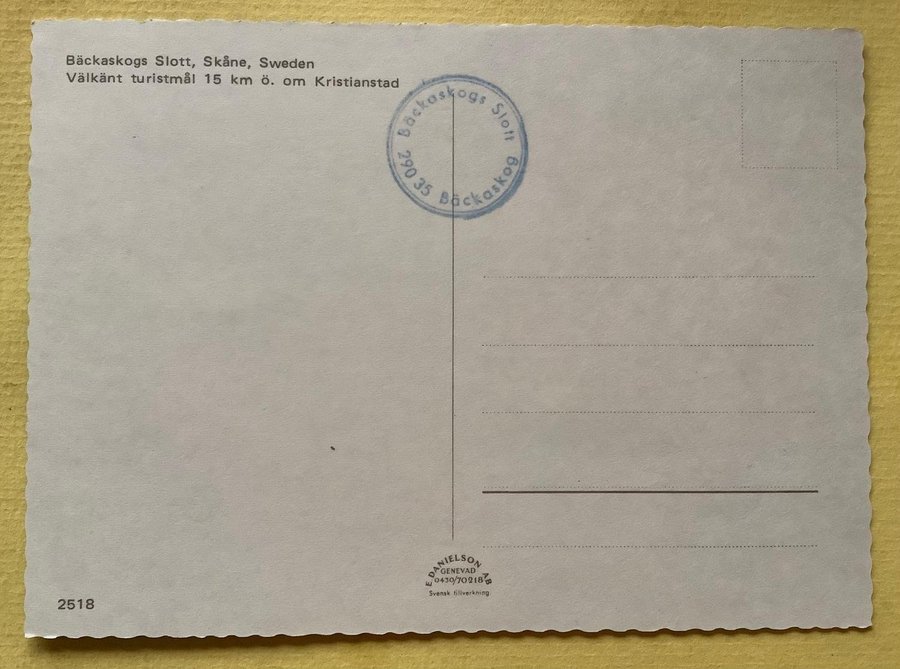 Bäckaskogs Slott, Skåne, Sweden
Välkänt turistmål 15 km ö. om Kristianstad
Bäckaskogs Slott
290 35 Bäckaskog
E. DANIELSON AB
GENEVAD
0430/70218
Svensk tillverkning
2518